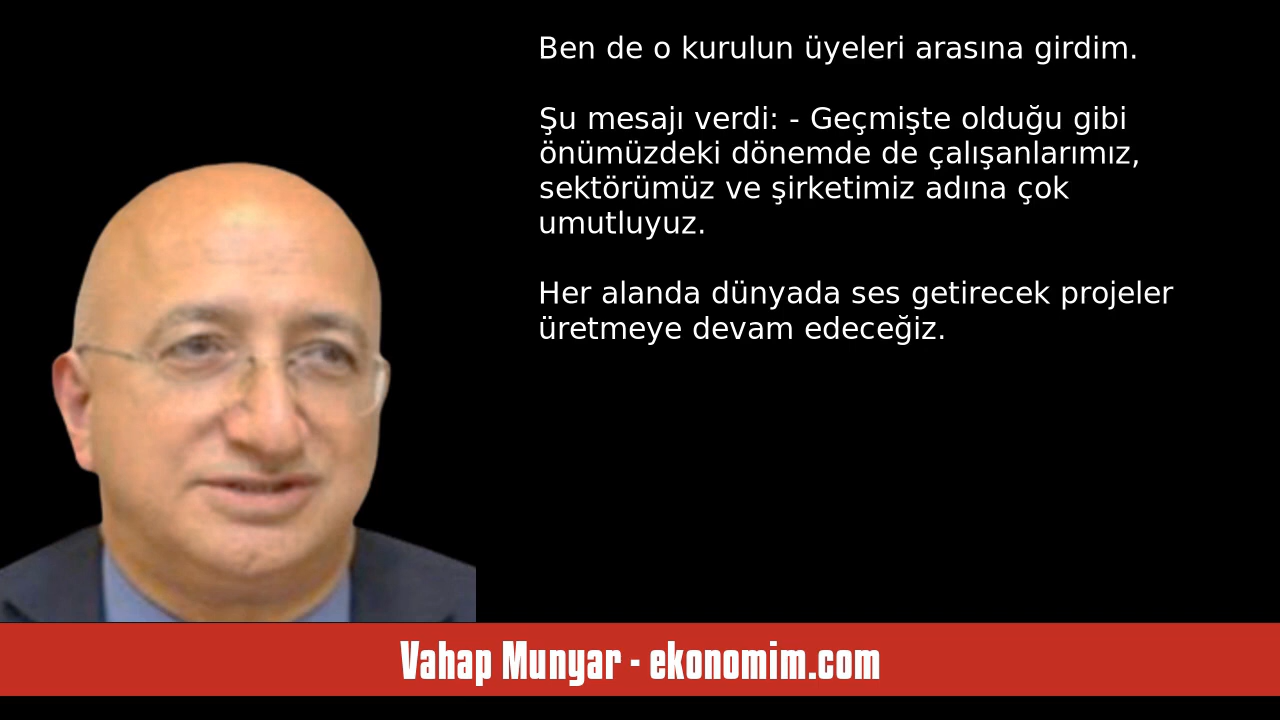 Ben de o kurulun üyeleri arasına girdim.
Şu mesajı verdi: - Geçmişte olduğu gibi
önümüzdeki dönemde de çalışanlarımız,
sektörümüz ve şirketimiz adına çok
umutluyuz.
Her alanda dünyada ses getirecek projeler
üretmeye devam edeceğiz.
Vahap Munyar - ekonomim.com